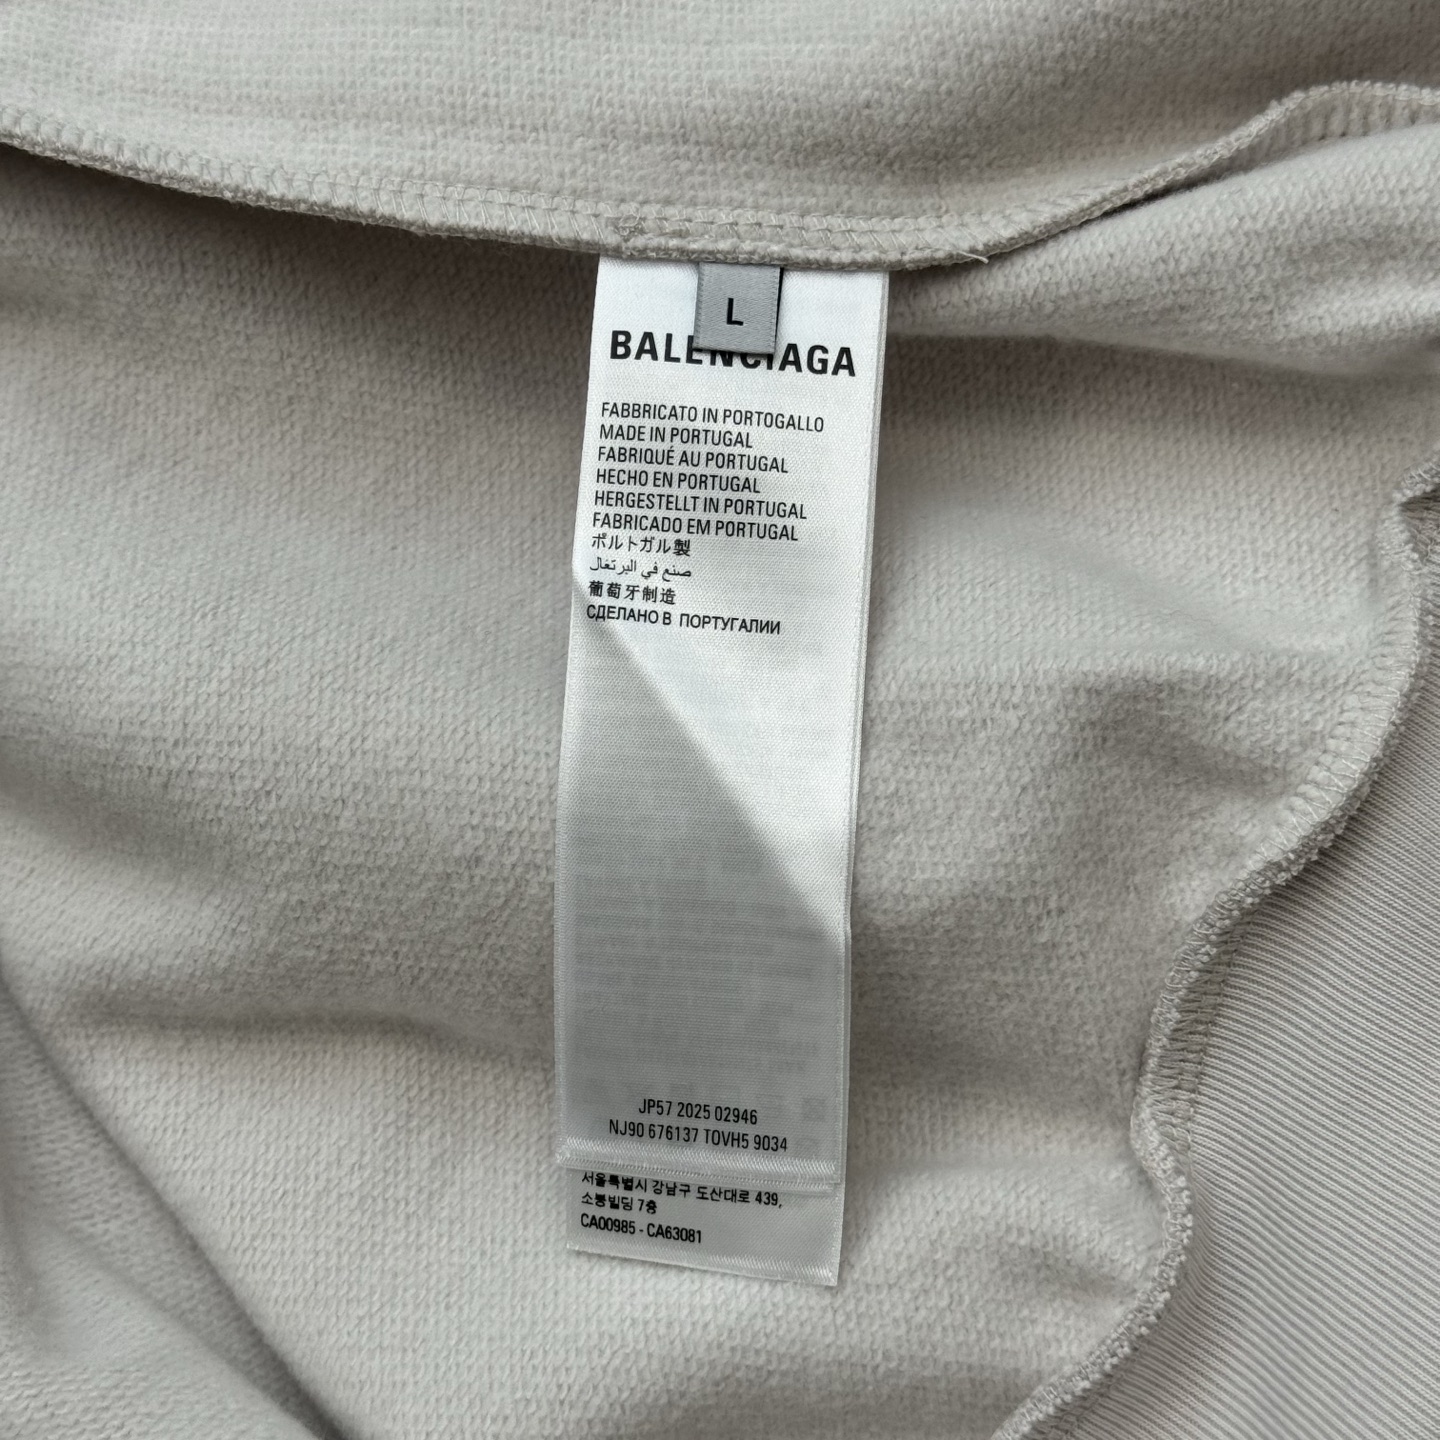 L
BALENCIAGA
FABBRICATO IN PORTOGALLO
MADE IN PORTUGAL
FABRIQUÉ AU PORTUGAL
HECHO EN PORTUGAL
HERGESTELLT IN PORTUGAL
FABRICADO EM PORTUGAL
ポルトガル製
صنع في البرتغال
葡萄牙制造
СДЕЛАНО В ПОРТУГАЛИИ
JP57 2025 02946
NJ90 676137 TOVH5 9034
서울특별시 강남구 도산대로 439,
소봉빌딩 7층
CA00985 - CA63081